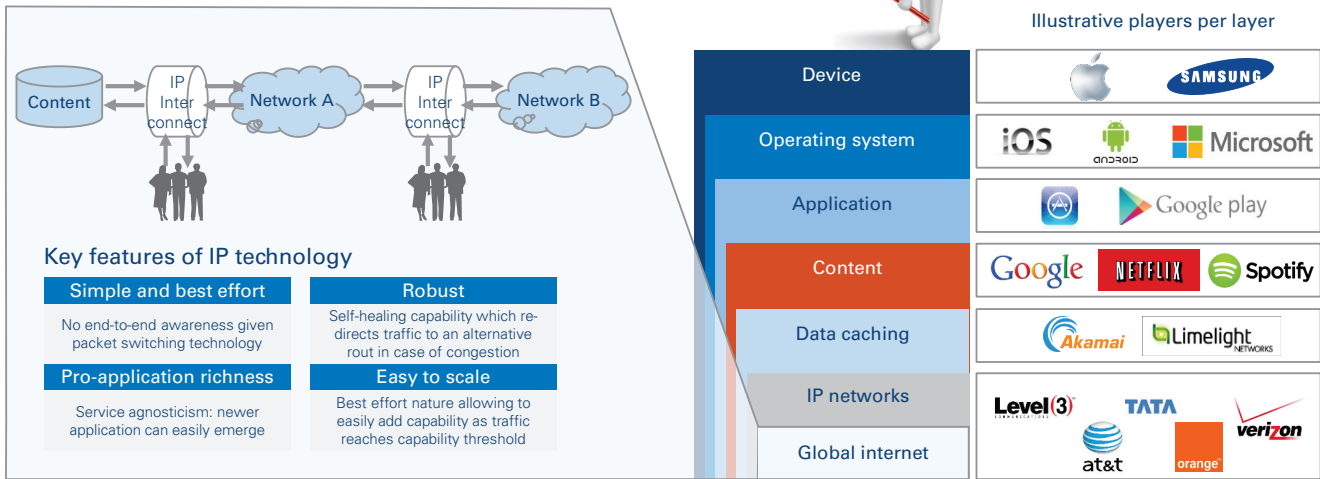 Illustrative players per layer
Content
IP
Inter
connect
Network A
IP
Inter
connect
Network B
Key features of IP technology
Simple and best effort
No end-to-end awareness given
packet switching technology
Robust
Self-healing capability which re-
directs traffic to an alternative
rout in case of congestion
Pro-application richness
Service agnosticism: newer
application can easily emerge
Easy to scale
Best effort nature allowing to
easily add capability as traffic
reaches capability threshold
Device
SAMSUNG
Operating system
iOS
ANDROID
Microsoft
Application
Google play
Content
Google
NETFLIX
Spotify
Data caching
Akamai
Limelight
NETWORKS
IP networks
Global internet
Level(3)
COMMUNICATIONS
TATA
verizon
at&t
orange